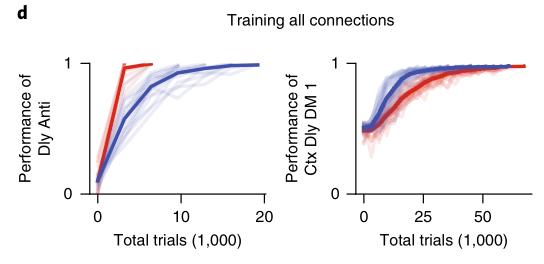 d
Training all connections
Performance of
Dly Anti
1
0
0
10
20
Total trials (1,000)
Performance of
Ctx Dly DM 1
1
0
0
25
50
Total trials (1,000)